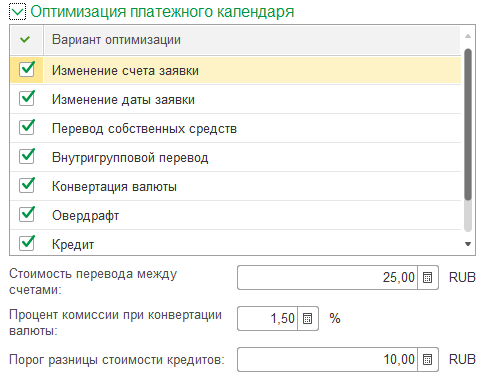 Оптимизация платежного календаря
Вариант оптимизации
Изменение счета заявки
Изменение даты заявки
Перевод собственных средств
Внутригрупповой перевод
Конвертация валюты
Овердрафт
Кредит
Стоимость перевода между
счетами: 25,00 RUB
Процент комиссии при конвертации
валюты: 1,50 %
Порог разницы стоимости кредитов: 10,00 RUB